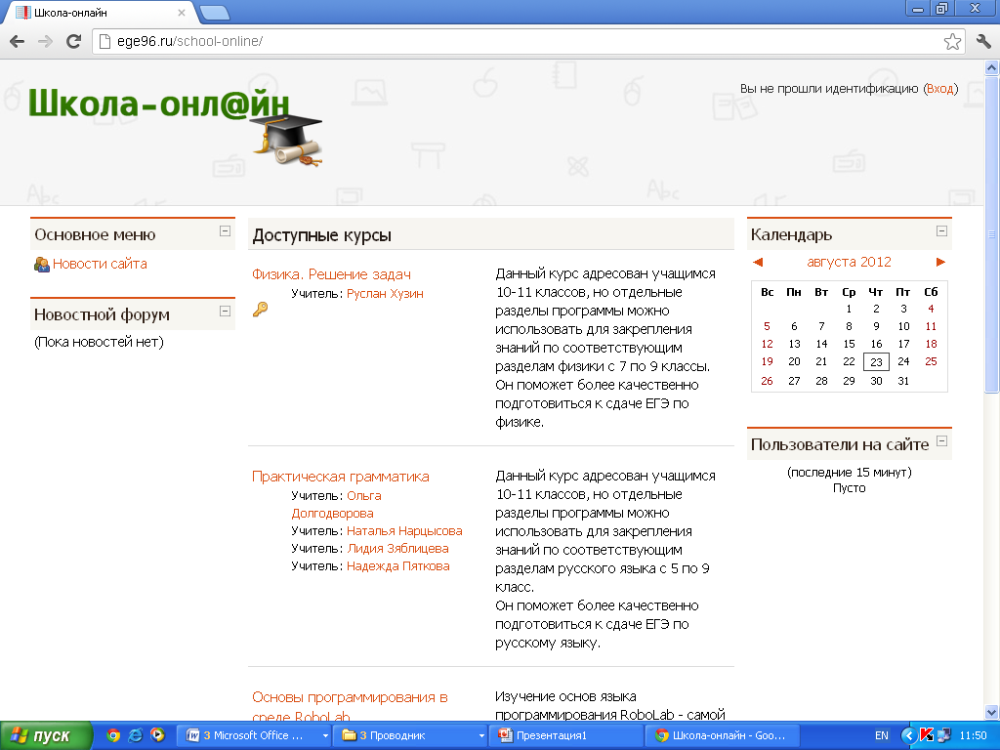 Школа-онлайн
ege96.ru/school-online/
Школа-онл@йн
Вы не прошли идентификацию (Вход)
Основное меню
Новости сайта
Новостной форум
(Пока новостей нет)
Доступные курсы
Физика. Решение задач
Учитель: Руслан Хузин
Данный курс адресован учащимся
10-11 классов, но отдельные
разделы программы можно
использовать для закрепления
знаний по соответствующим
разделам физики с 7 по 9 классы.
Он поможет более качественно
подготовиться к сдаче ЕГЭ по
физике.
Практическая грамматика
Учитель: Ольга
Долгодворова
Учитель: Наталья Нарцысова
Учитель: Лидия Зяблицева
Учитель: Надежда Пяткова
Данный курс адресован учащимся
10-11 классов, но отдельные
разделы программы можно
использовать для закрепления
знаний по соответствующим
разделам русского языка с 5 по 9
класс.
Он поможет более качественно
подготовиться к сдаче ЕГЭ по
русскому языку.
Основы программирования в
среде RoboLab
Изучение основ языка
программирования RoboLab - самой
Календарь
августа 2012
Вс Пн Вт Ср Чт Пт Сб
1 2 3 4
5 6 7 8 9 10 11
12 13 14 15 16 17 18
19 20 21 22 23 24 25
26 27 28 29 30 31
Пользователи на сайте
(последние 15 минут)
Пусто
пуск
3 Microsoft Office ...
3 Проводник
Презентация1
Школа-онлайн - Goo...
EN
11:50